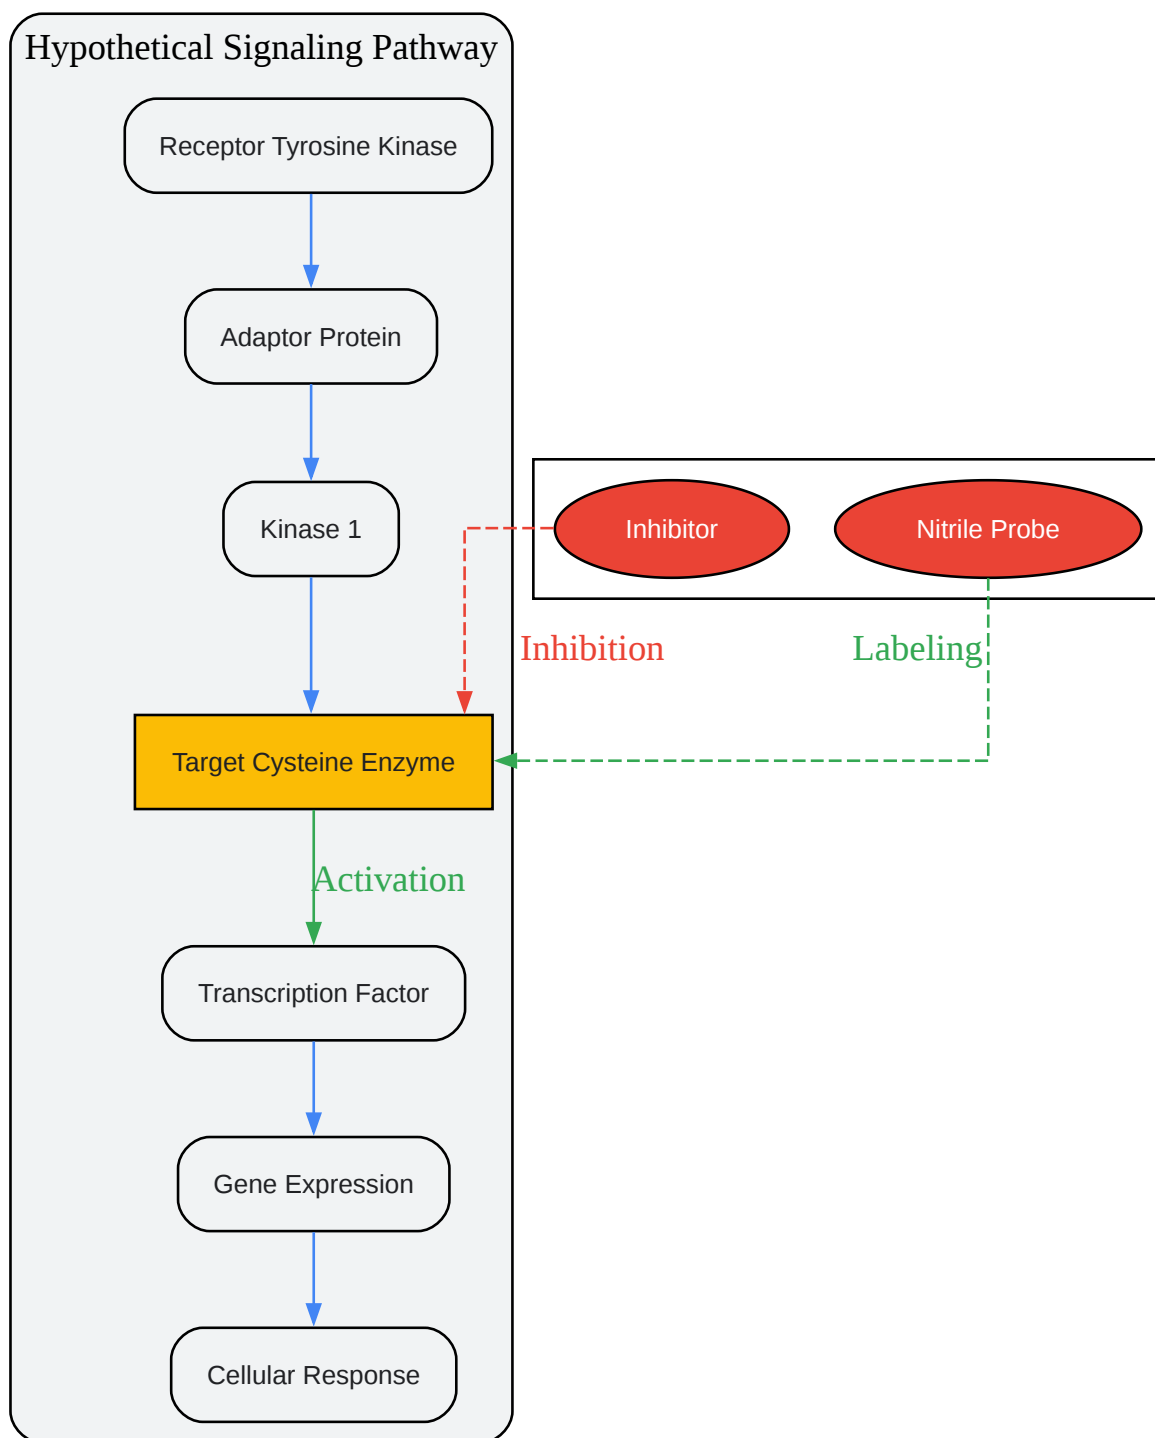 Hypothetical Signaling Pathway
Receptor Tyrosine Kinase
Adaptor Protein
Kinase 1
Inhibitor
Nitrile Probe
Inhibition
Labeling
Target Cysteine Enzyme
Activation
Transcription Factor
Gene Expression
Cellular Response